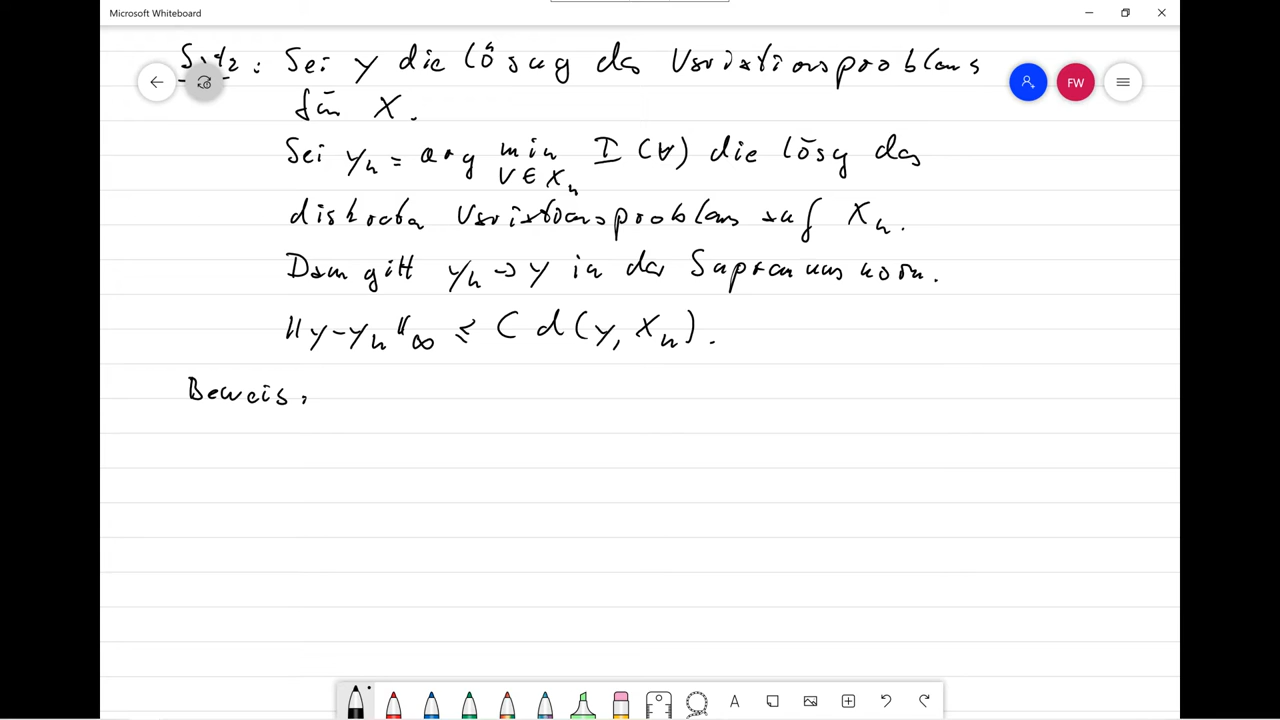 Microsoft Whiteboard
Satz: Sei y die Lösung des Variationsproblems
für X.
Sei yₕ = arg min I(v) die Lösg des
v∈Xₕ
diskreten Variationsproblems auf Xₕ.
Dann gilt yₕ → y in der Supremumsnorm.
‖y-yₕ‖∞ ≤ C d(y, Xₕ).
Beweis:
FW
A